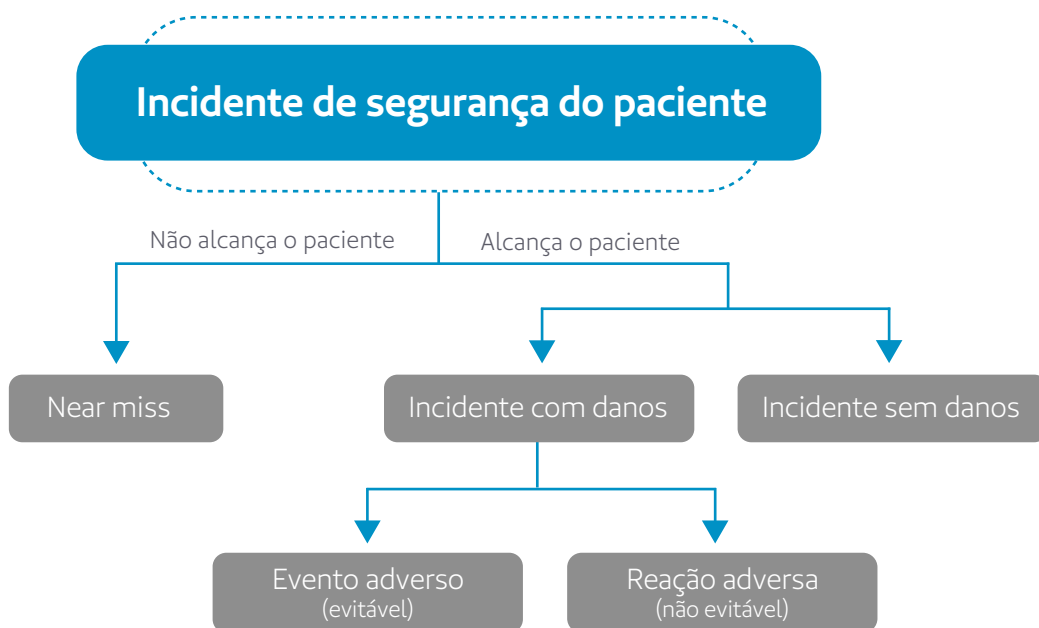 Incidente de segurança do paciente
Não alcança o paciente
Alcança o paciente
Near miss
Incidente com danos
Incidente sem danos
Evento adverso
(evitável)
Reação adversa
(não evitável)